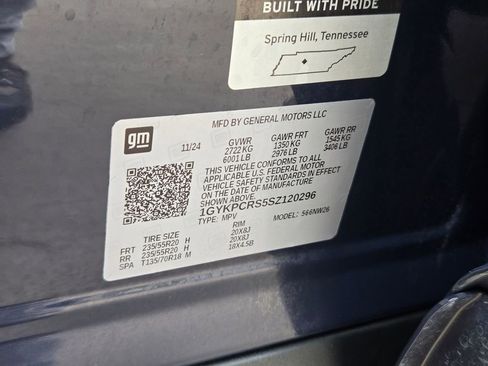 BUILT WITH PRIDE
Spring Hill, Tennessee
gm
MFD BY GENERAL MOTORS LLC
11/24 GVWR GAWR FRT GAWR RR
2722 KG 1350 KG 1545 KG
6001 LB 2976 LB 3406 LB
THIS VEHICLE CONFORMS TO ALL APPLICABLE
U.S. FEDERAL MOTOR
VEHICLE SAFETY STANDARDS IN EFFECT
ON THE DATE OF MANUFACTURE
SHOWN ABOVE.
1GYKPCRS5SZ120296
TYPE: MPV MODEL: 566NW26
TIRE SIZE RIM
FRT 235/55R20 H 20X8J
RR 235/55R20 H 20X8J
SPA T135/70R18 M 18X4.5B